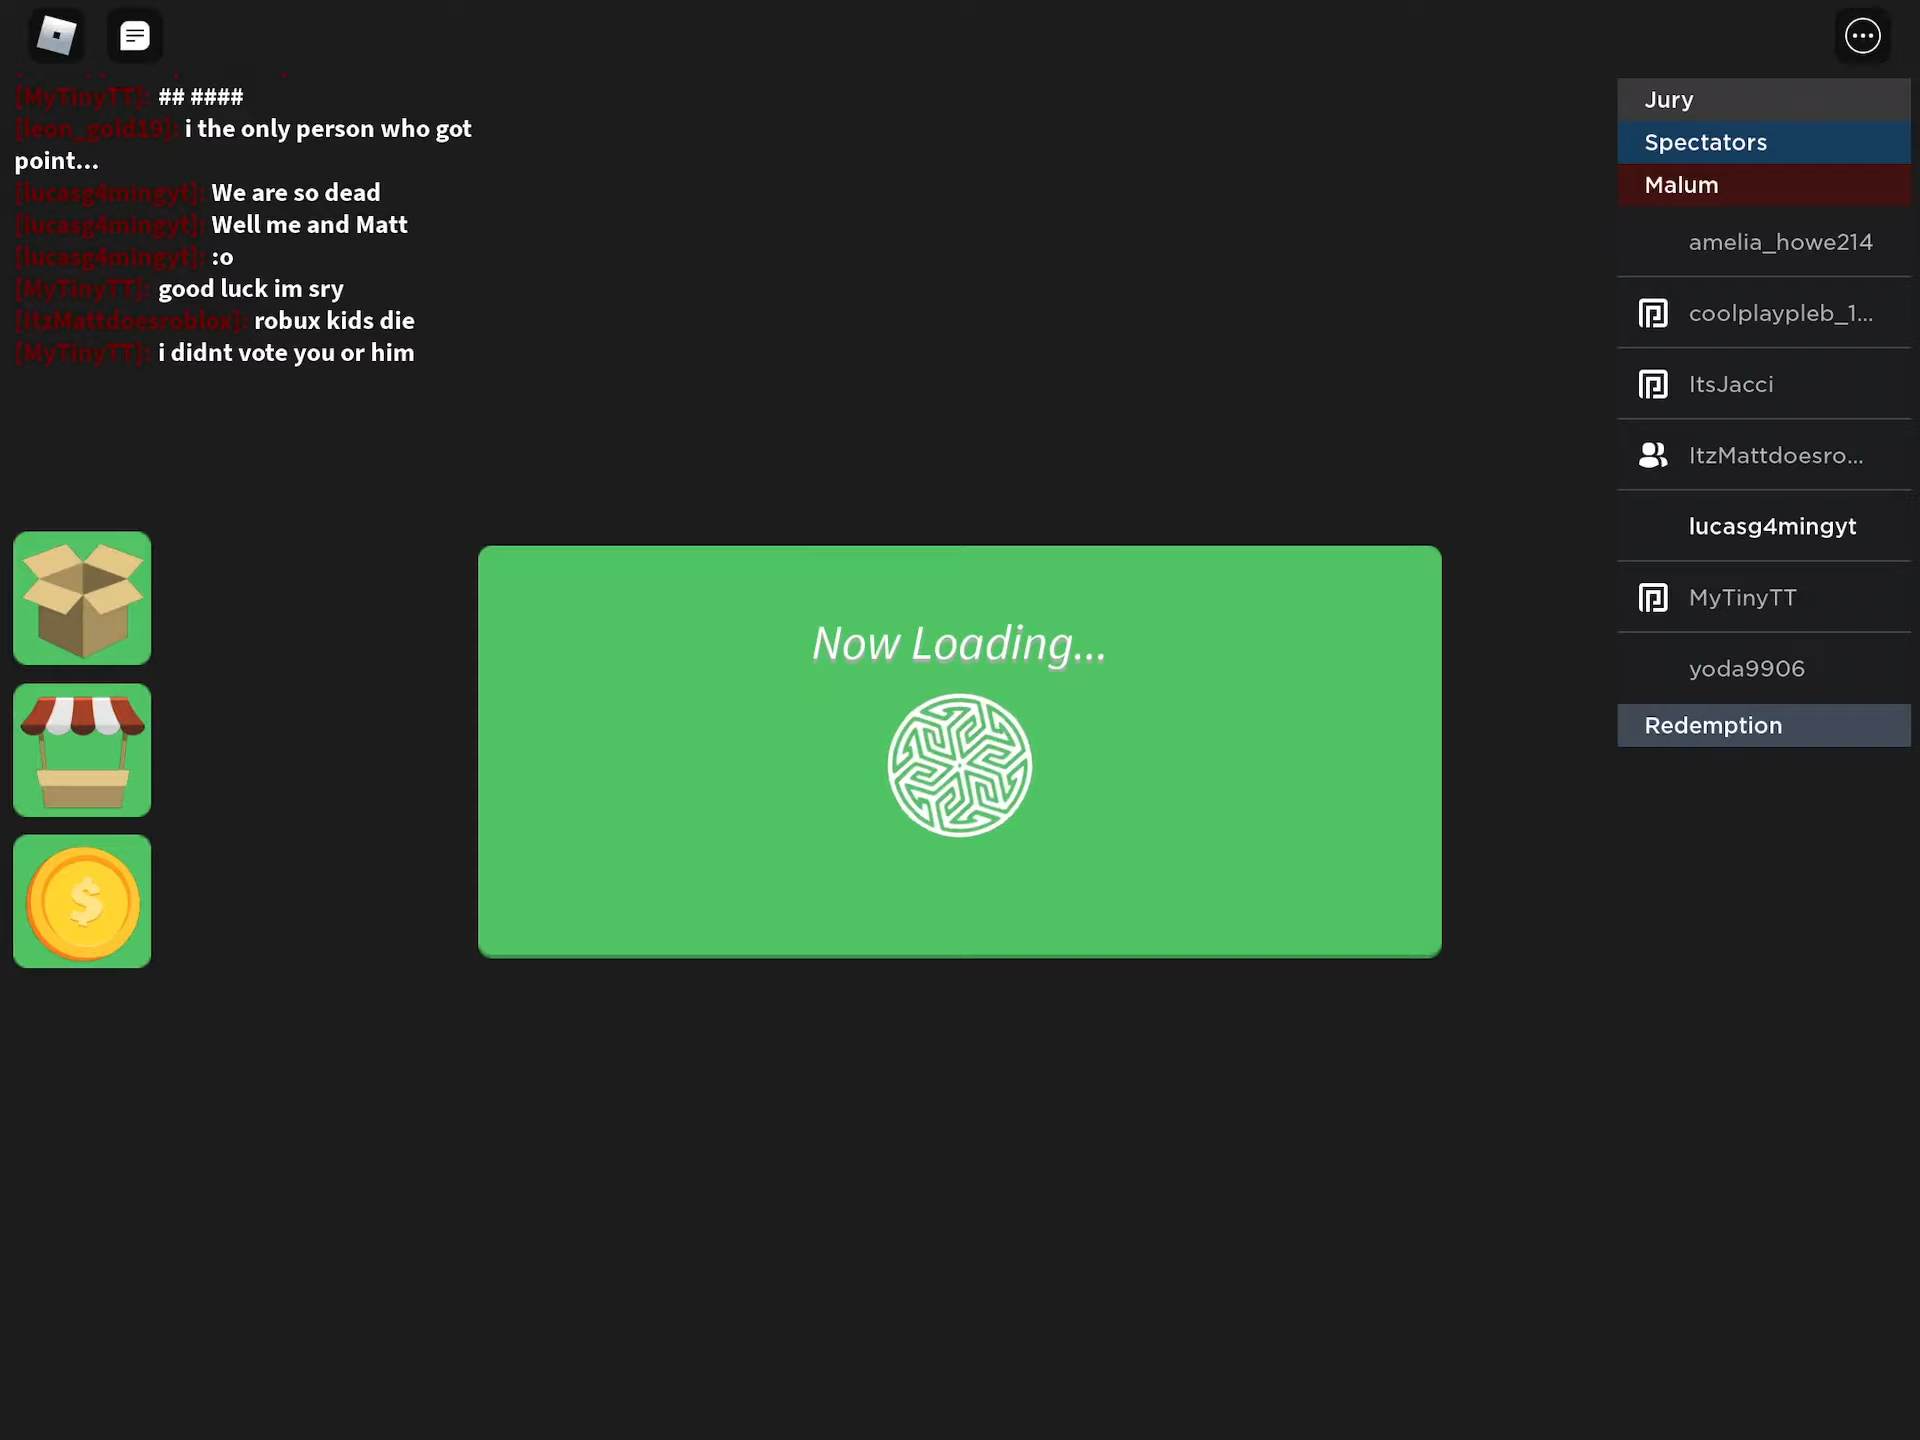 [MyTinyTT]: ## ####
[leon_gold19]: i the only person who got
point...
[lucasg4mingyt]: We are so dead
[lucasg4mingyt]: Well me and Matt
[lucasg4mingyt]: :o
[MyTinyTT]: good luck im sry
[ItzMattdoesroblox]: robux kids die
[MyTinyTT]: i didnt vote you or him
Jury
Spectators
Malum
amelia_howe214
coolplaypleb_1...
ItsJacci
ItzMattdoesro...
lucasg4mingyt
MyTinyTT
yoda9906
Redemption
Now Loading...
$